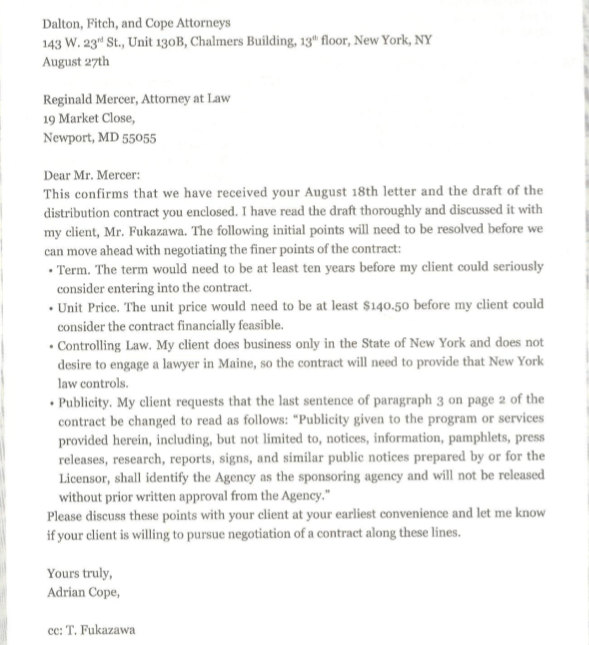 Dalton, Fitch, and Cope Attorneys
143 W. 23rd St., Unit 130B, Chalmers Building, 13th floor, New York, NY
August 27th
Reginald Mercer, Attorney at Law
19 Market Close,
Newport, MD 55055
Dear Mr. Mercer:
This confirms that we have received your August 18th letter and the draft of the
distribution contract you enclosed. I have read the draft thoroughly and discussed it with
my client, Mr. Fukazawa. The following initial points will need to be resolved before we
can move ahead with negotiating the finer points of the contract:
• Term. The term would need to be at least ten years before my client could seriously
consider entering into the contract.
• Unit Price. The unit price would need to be at least $140.50 before my client could
consider the contract financially feasible.
• Controlling Law. My client does business only in the State of New York and does not
desire to engage a lawyer in Maine, so the contract will need to provide that New York
law controls.
• Publicity. My client requests that the last sentence of paragraph 3 on page 2 of the
contract be changed to read as follows: "Publicity given to the program or services
provided herein, including, but not limited to, notices, information, pamphlets, press
releases, research, reports, signs, and similar public notices prepared by or for the
Licensor, shall identify the Agency as the sponsoring agency and will not be released
without prior written approval from the Agency."
Please discuss these points with your client at your earliest convenience and let me know
if your client is willing to pursue negotiation of a contract along these lines.
Yours truly,
Adrian Cope,
cc: T. Fukazawa